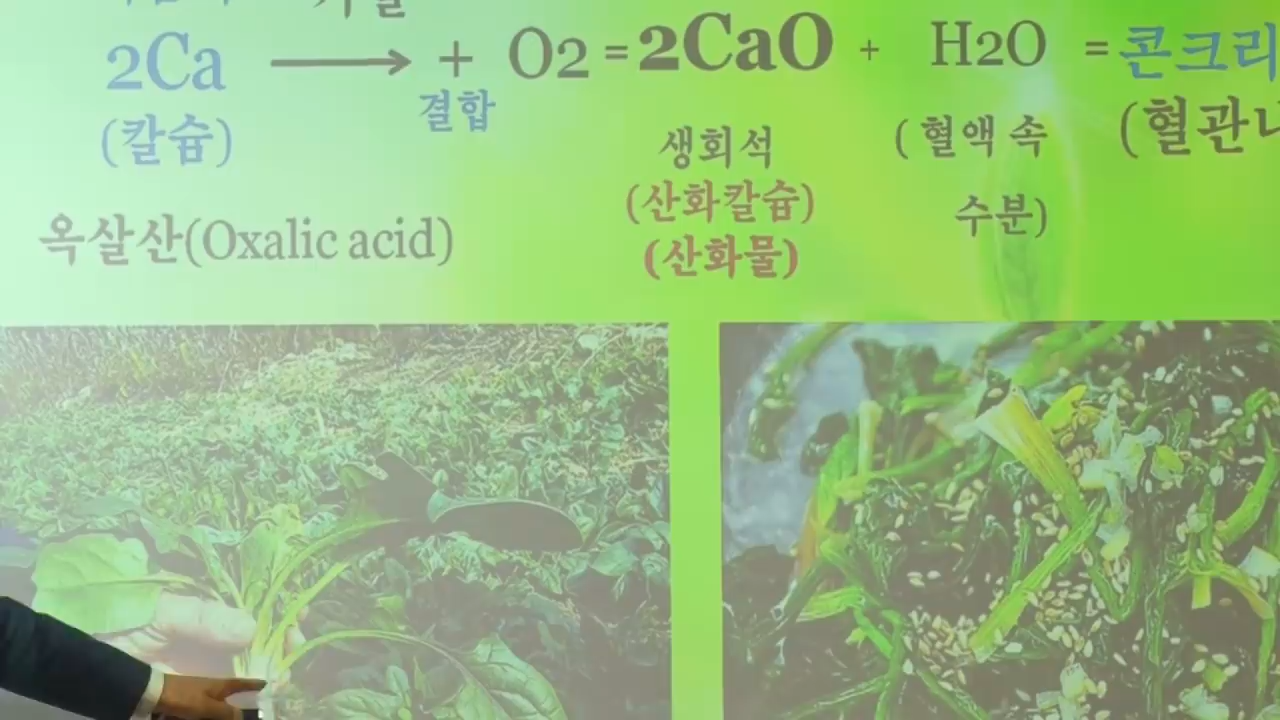 2Ca → + O2 = 2CaO + H2O = 콘크리
결합
(칼슘)
생회석
(혈액 속
(혈관
(산화칼슘)
수분)
옥살산(Oxalic acid)
(산화물)